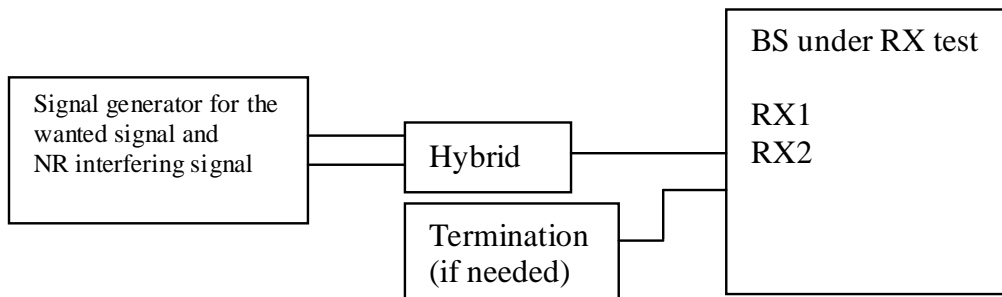 Signal generator for the
wanted signal and
NR interfering signal
Hybrid
Termination
(if needed)
BS under RX test
RX1
RX2